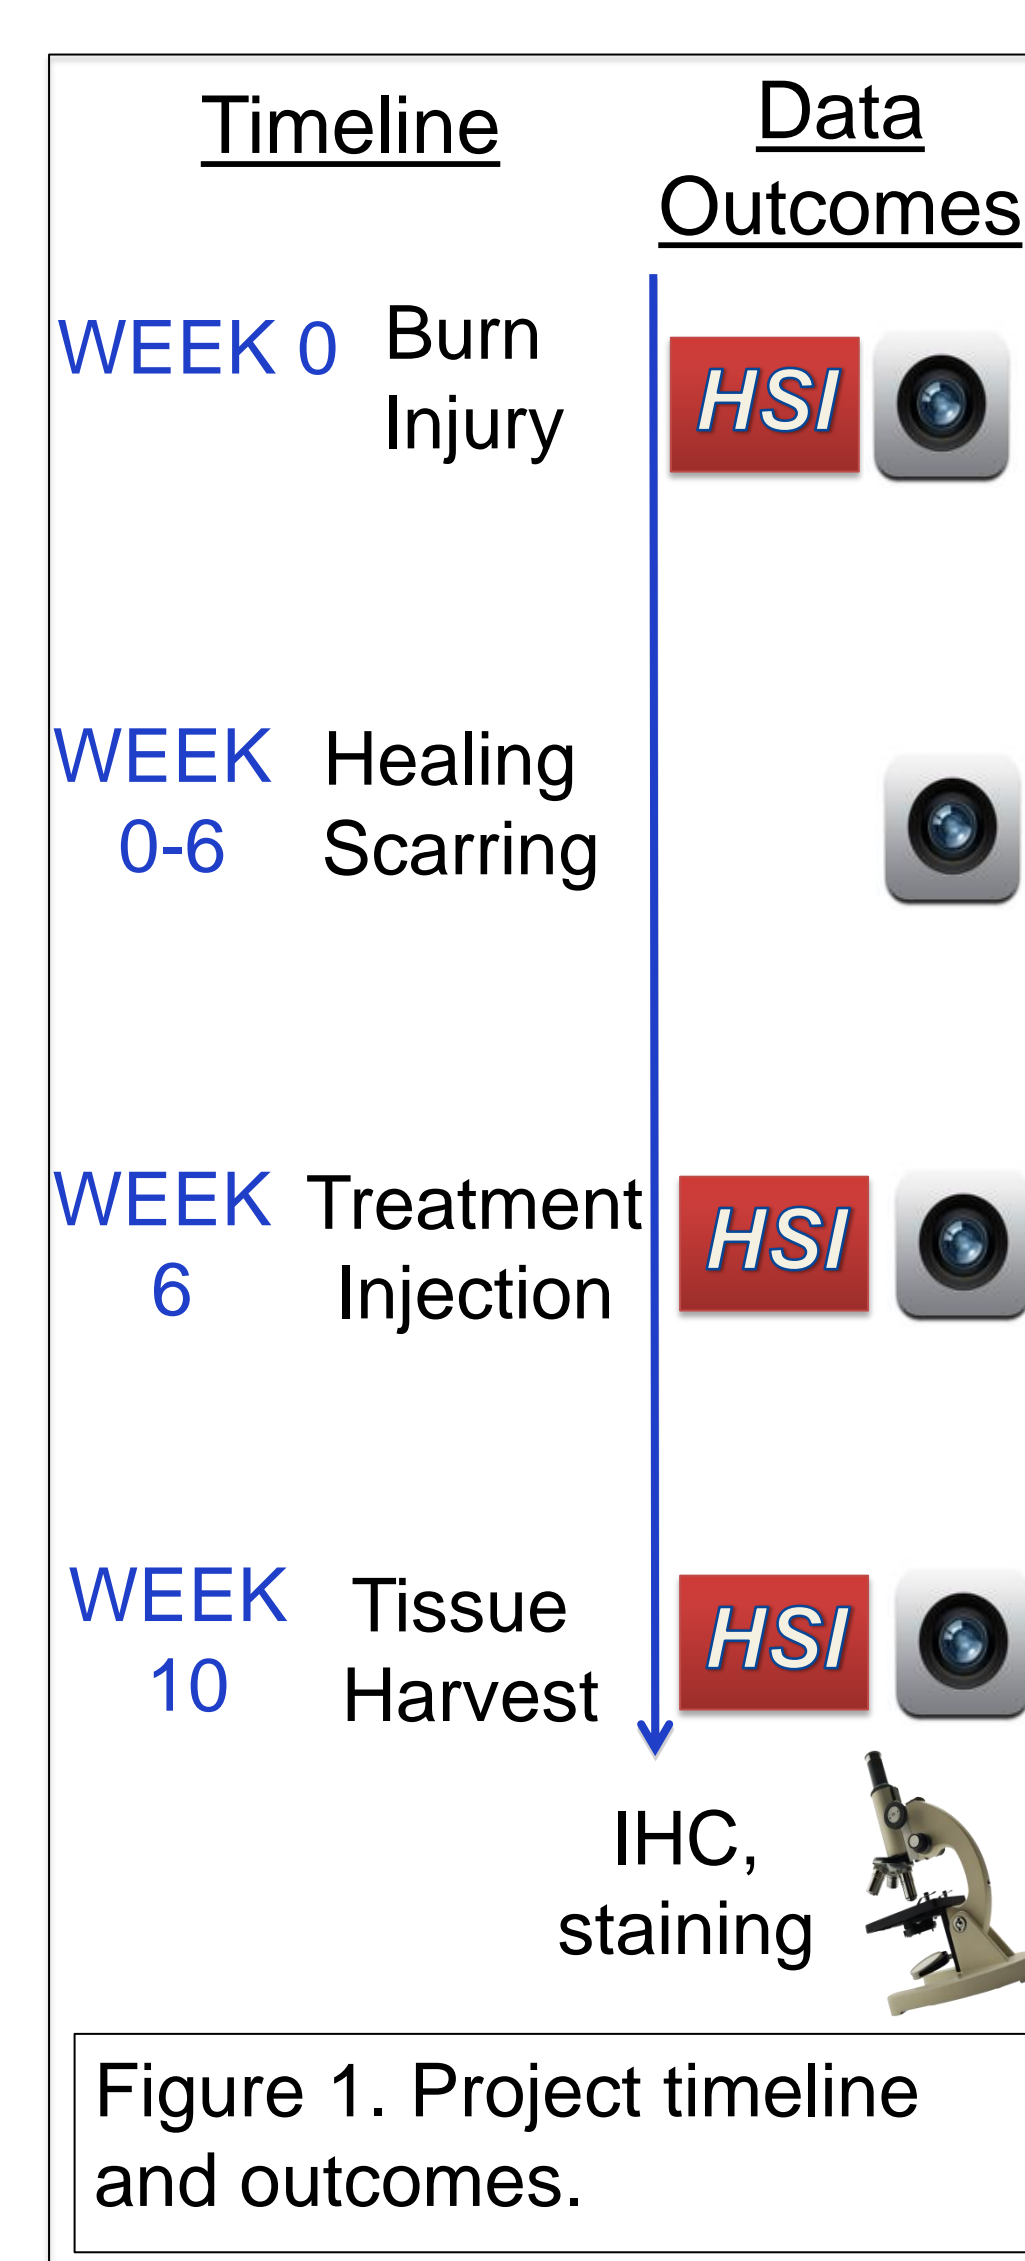 Timeline
Data
Outcomes
WEEK 0
Burn
Injury
HSI
WEEK
0-6
Healing
Scarring
WEEK
6
Treatment
Injection
HSI
WEEK
10
Tissue
Harvest
HSI
IHC,
staining
Figure 1. Project timeline
and outcomes.